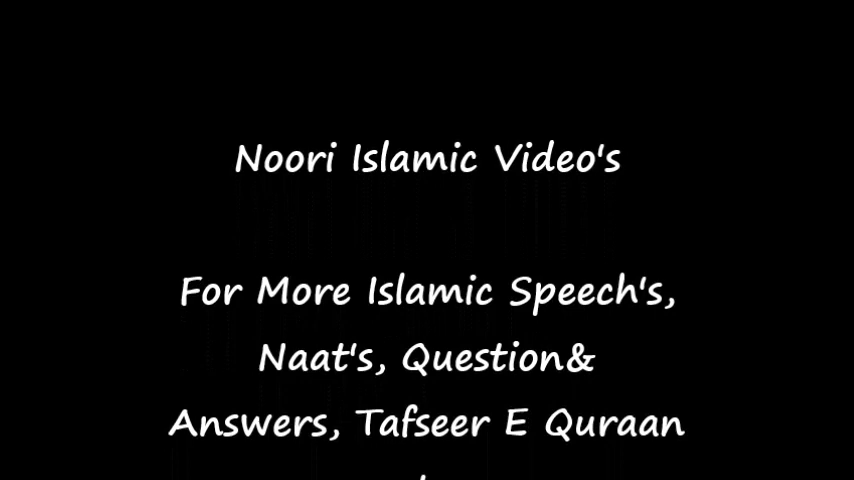 Noori Islamic Video's
For More Islamic Speech's,
Naat's, Question&
Answers, Tafseer E Quraan